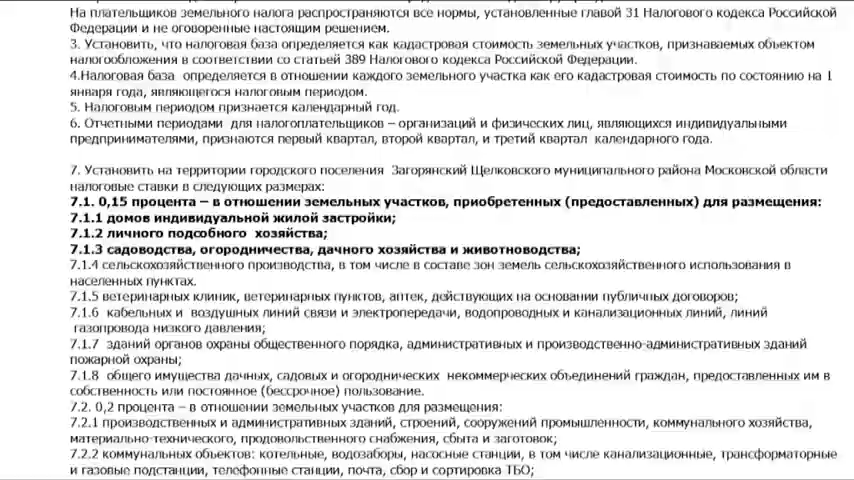 На плательщиков земельного налога распространяются все нормы, установленные главой 31 Налогового кодекса Российской
Федерации и не оговоренные настоящим решением.
3. Установить, что налоговая база определяется как кадастровая стоимость земельных участков, признаваемых объектом
налогообложения в соответствии со статьей 389 Налогового кодекса Российской Федерации.
4.Налоговая база определяется в отношении каждого земельного участка как его кадастровая стоимость по состоянию на 1
января года, являющегося налоговым периодом.
5. Налоговым периодом признается календарный год.
6. Отчетными периодами для налогоплательщиков – организаций и физических лиц, являющихся индивидуальными
предпринимателями, признаются первый квартал, второй квартал, и третий квартал календарного года.
7. Установить на территории городского поселения Загорянский Щелковского муниципального района Московской области
налоговые ставки в следующих размерах:
7.1. 0,15 процента – в отношении земельных участков, приобретенных (предоставленных) для размещения:
7.1.1 домов индивидуальной жилой застройки;
7.1.2 личного подсобного хозяйства;
7.1.3 садоводства, огородничества, дачного хозяйства и животноводства;
7.1.4 сельскохозяйственного производства, в том числе в составе зон земель сельскохозяйственного использования в
населенных пунктах.
7.1.5 ветеринарных клиник, ветеринарных пунктов, аптек, действующих на основании публичных договоров;
7.1.6 кабельных и воздушных линий связи и электропередачи, водопроводных и канализационных линий, линий
газопровода низкого давления;
7.1.7 зданий органов охраны общественного порядка, административных и производственно-административных зданий
пожарной охраны;
7.1.8 общего имущества дачных, садовых и огороднических некоммерческих объединений граждан, предоставленных им в
собственность или постоянное (бессрочное) пользование.
7.2. 0,2 процента – в отношении земельных участков для размещения:
7.2.1 производственных и административных зданий, строений, сооружений промышленности, коммунального хозяйства,
материально-технического, продовольственного снабжения, сбыта и заготовок;
7.2.2 коммунальных объектов: котельные, водозаборы, насосные станции, в том числе канализационные, трансформаторные
и газовые подстанции, телефонные станции, почта, сбор и сортировка ТБО;